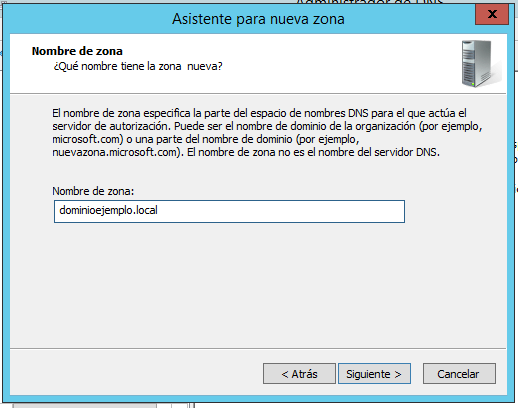 Administrador de DNS
Asistente para nueva zona
x
Nombre de zona
¿Qué nombre tiene la zona nueva?
El nombre de zona especifica la parte del espacio de nombres DNS para el que actúa el
servidor de autorización. Puede ser el nombre de dominio de la organización (por ejemplo,
microsoft.com) o una parte del nombre de dominio (por ejemplo,
nuevazona.microsoft.com). El nombre de zona no es el nombre del servidor DNS.
Nombre de zona:
dominioejemplo.local
< Atrás
Siguiente >
Cancelar